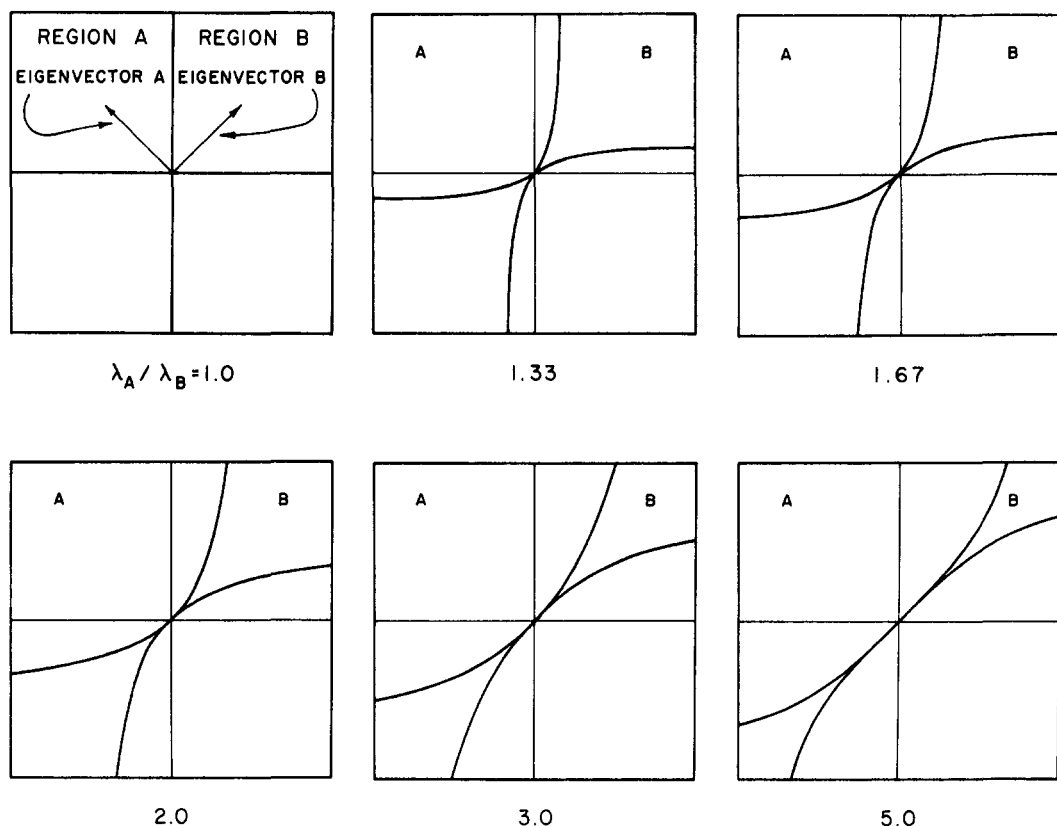 REGION A REGION B
EIGENVECTOR A EIGENVECTOR B
A B
A B
λA / λB = 1.0
1.33
1.67
A B
A B
A B
2.0
3.0
5.0